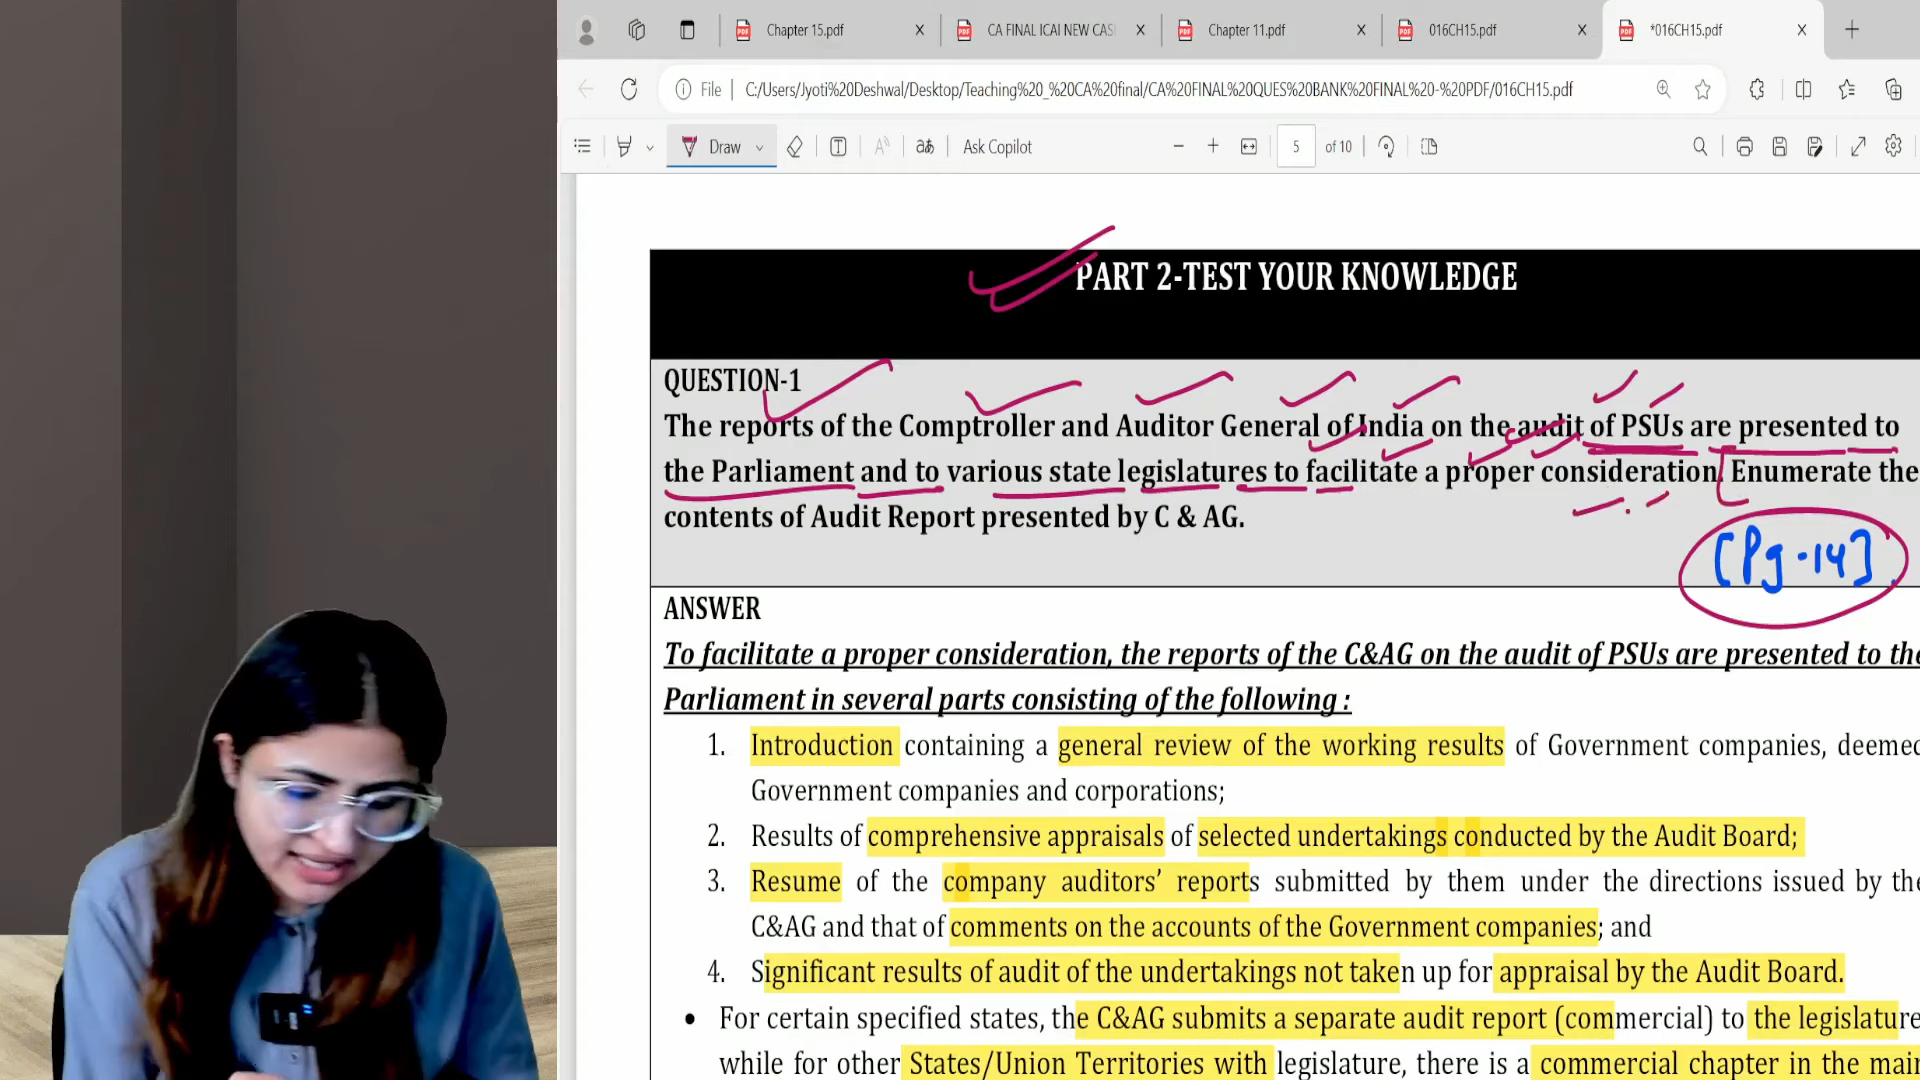 Chapter 15.pdf
CA FINAL ICAI NEW CAS
Chapter 11.pdf
016CH15.pdf
*016CH15.pdf
File
C:/Users/Jyoti%20Deshwal/Desktop/Teaching%20_%20CA%20final/CA%20FINAL%20QUES%20BANK%20FINAL%20-%20PDF/016CH15.pdf
Draw
Ask Copilot
5 of 10
PART 2-TEST YOUR KNOWLEDGE
QUESTION-1
The reports of the Comptroller and Auditor General of India on the audit of PSUs are presented to
the Parliament and to various state legislatures to facilitate a proper consideration. Enumerate the
contents of Audit Report presented by C & AG.
[Pg-14]
ANSWER
To facilitate a proper consideration, the reports of the C&AG on the audit of PSUs are presented to the
Parliament in several parts consisting of the following :
1. Introduction containing a general review of the working results of Government companies, deemed
Government companies and corporations;
2. Results of comprehensive appraisals of selected undertakings conducted by the Audit Board;
3. Resume of the company auditors’ reports submitted by them under the directions issued by the
C&AG and that of comments on the accounts of the Government companies; and
4. Significant results of audit of the undertakings not taken up for appraisal by the Audit Board.
• For certain specified states, the C&AG submits a separate audit report (commercial) to the legislature
while for other States/Union Territories with legislature, there is a commercial chapter in the main